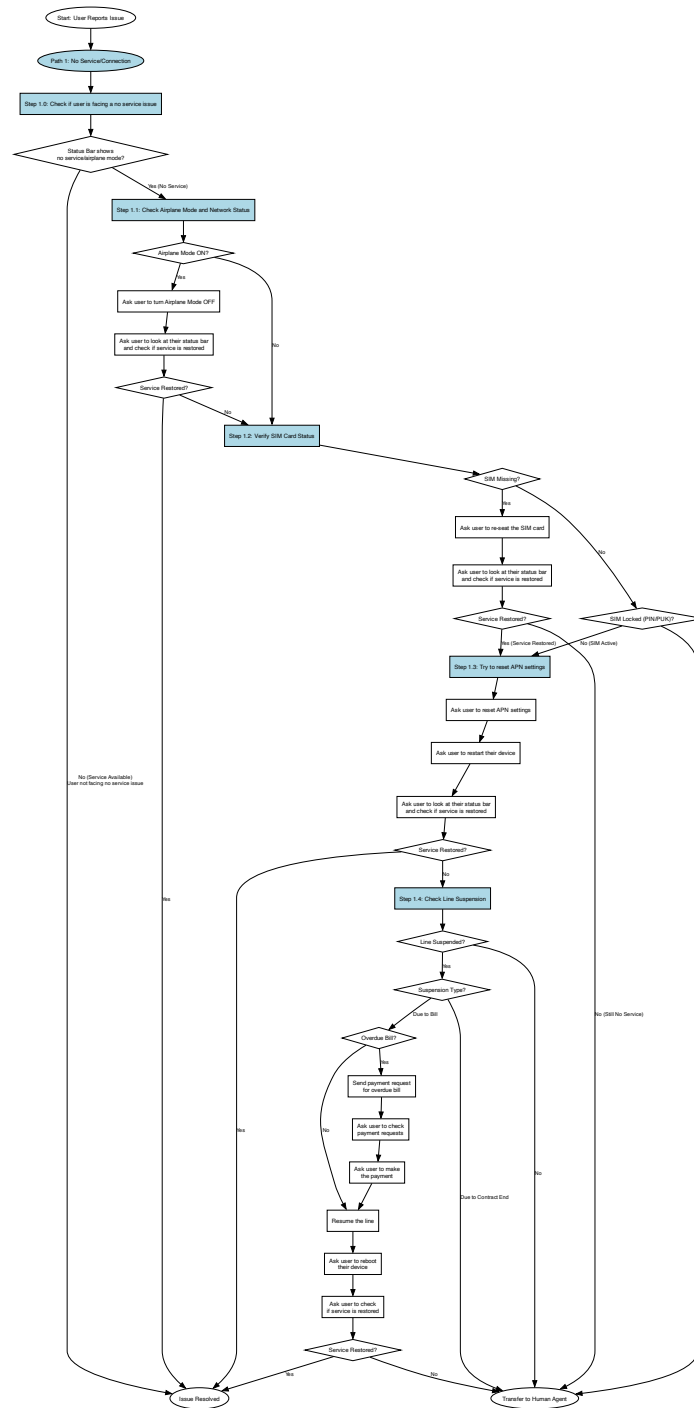 Start: User Reports Issue
Path 1: No Service/Connection
Step 1.0: Check if user is facing a no service issue
Status Bar shows
no service/airplane mode?
Yes (No Service)
Step 1.1: Check Airplane Mode and Network Status
Airplane Mode ON?
Yes
Ask user to turn Airplane Mode OFF
Ask user to look at their status bar
and check if service is restored
No
Service Restored?
No
Step 1.2: Verify SIM Card Status
SIM Missing?
Yes
Ask user to re-seat the SIM card
No
Ask user to look at their status bar
and check if service is restored
Service Restored?
SIM Locked (PIN/PUK)?
Yes (Service Restored)
No (SIM Active)
Step 1.3: Try to reset APN settings
Ask user to reset APN settings
Ask user to restart their device
No (Service Available)
User not facing no service issue
Ask user to look at their status bar
and check if service is restored
Service Restored?
No
Yes
Step 1.4: Check Line Suspension
Line Suspended?
Yes
Suspension Type?
Due to Bill
No (Still No Service)
Overdue Bill?
Yes
Send payment request
for overdue bill
Yes
No
Ask user to check
payment requests
Ask user to make
the payment
No
Due to Contract End
Resume the line
Ask user to reboot
their device
Ask user to check
if service is restored
Service Restored?
Yes
No
Issue Resolved
Transfer to Human Agent